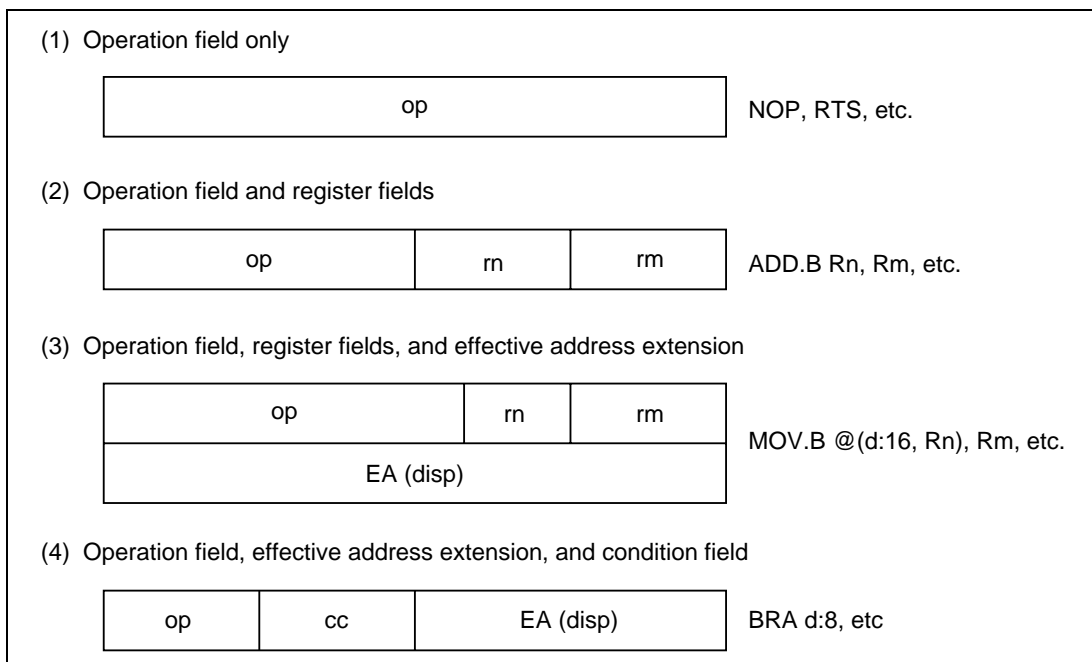 (1) Operation field only
op
NOP, RTS, etc.
(2) Operation field and register fields
op rn rm
ADD.B Rn, Rm, etc.
(3) Operation field, register fields, and effective address extension
op rn rm
MOV.B @(d:16, Rn), Rm, etc.
EA (disp)
(4) Operation field, effective address extension, and condition field
op cc EA (disp)
BRA d:8, etc